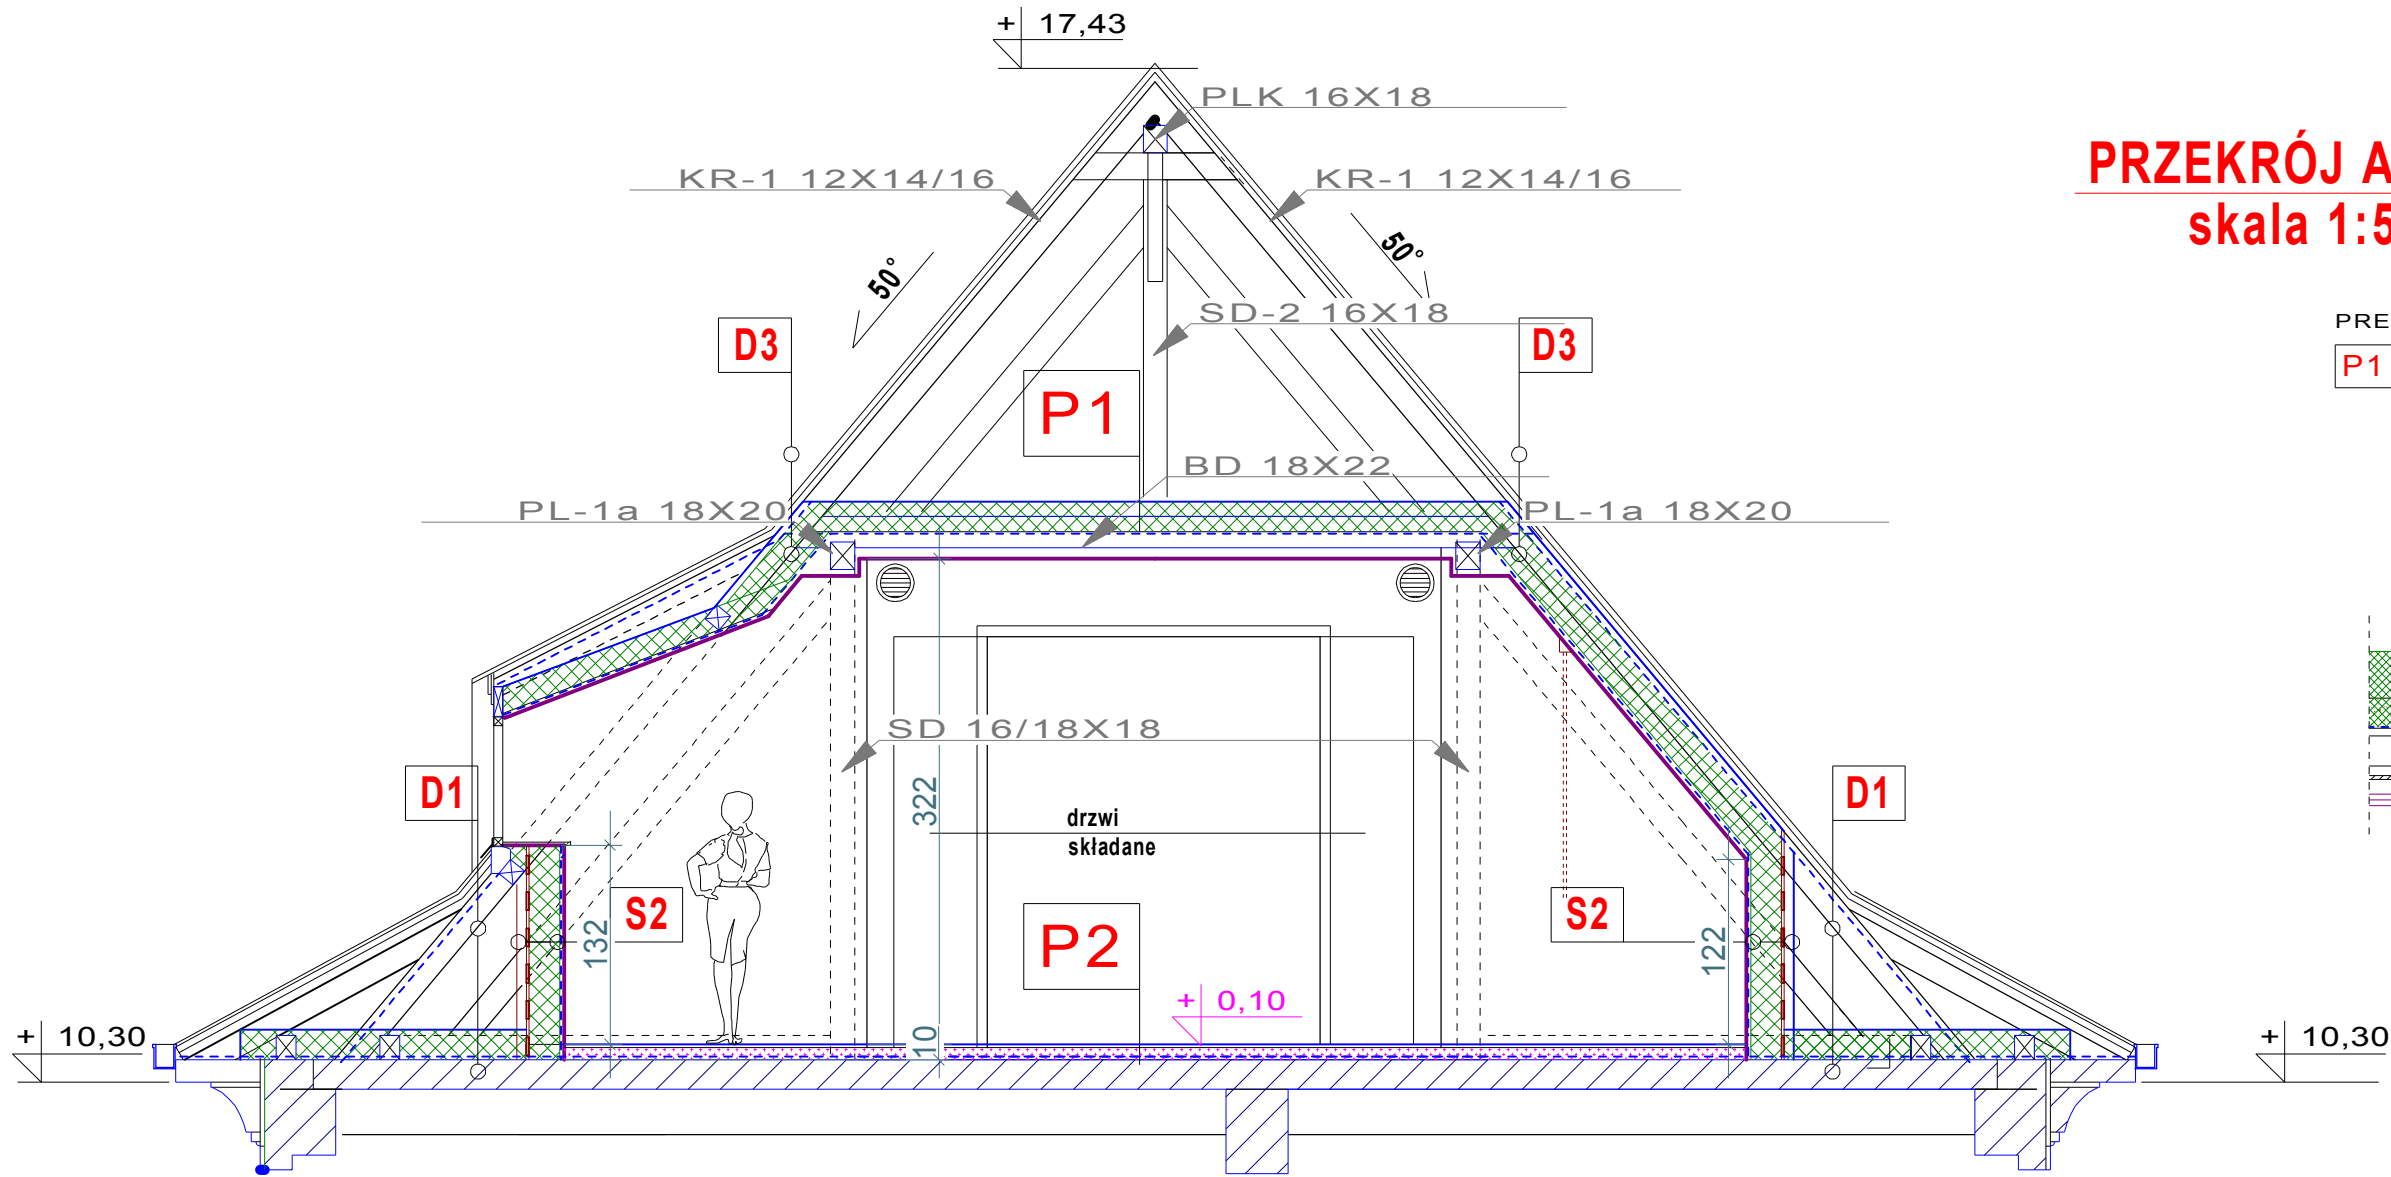 + 17,43
PLK 16X18
PRZEKRÓJ A
skala 1:5
KR-1 12X14/16
KR-1 12X14/16
50°
50°
SD-2 16X18
D3
D3
PRE
P1
P1
BD 18X22
PL-1a 18X20
PL-1a 18X20
SD 16/18X18
D1
D1
322
drzwi
składane
S2
S2
132
122
P2
+ 0,10
10
+ 10,30
+ 10,30